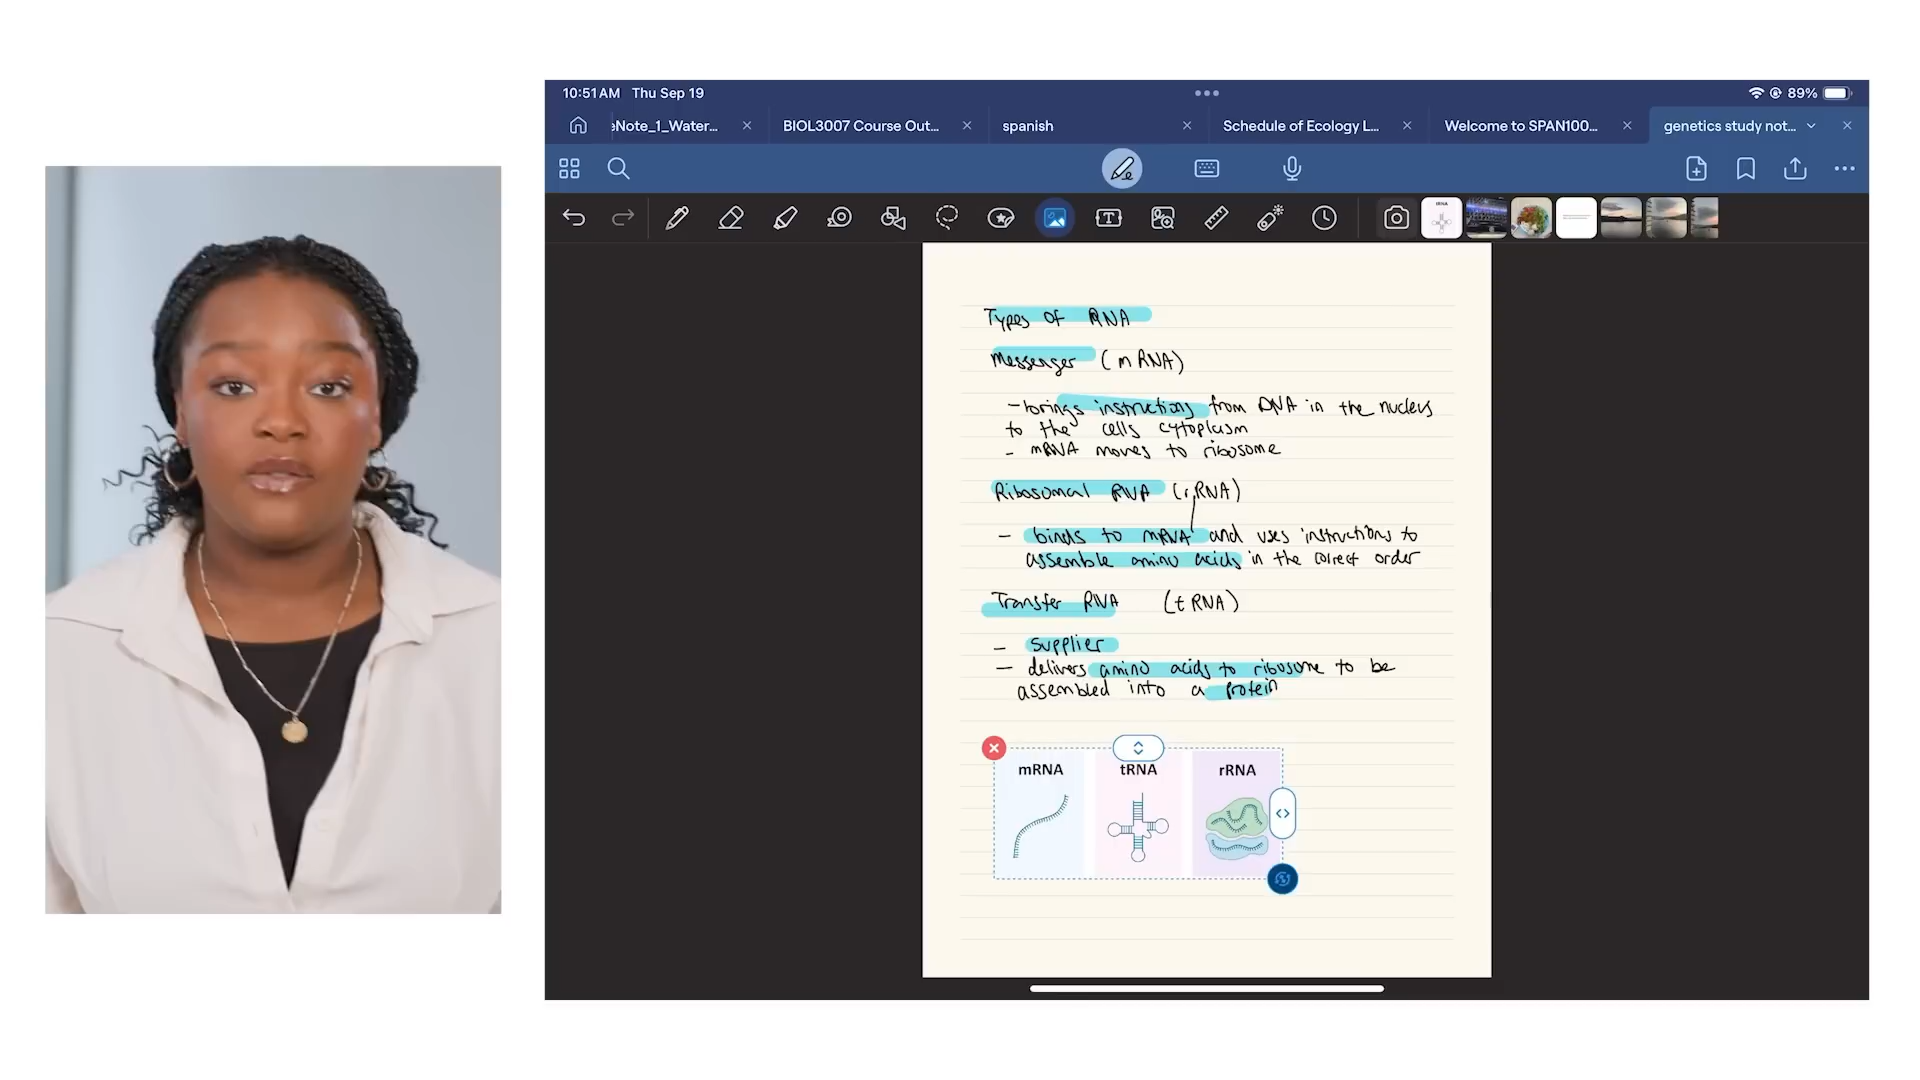 10:51 AM Thu Sep 19
89%
eNote_1_Water...
BIOL3007 Course Out...
spanish
Schedule of Ecology L...
Welcome to SPAN100...
genetics study not...
Types of RNA
Messenger (mRNA)
- brings instructions from DNA in the nucleus
to the cells cytoplasm
- mRNA moves to ribosome
Ribosomal RNA (rRNA)
- binds to mRNA and uses instructions to
assemble amino acids in the correct order
Transfer RNA (tRNA)
- supplier
- delivers amino acids to ribosome to be
assembled into a protein
mRNA tRNA rRNA